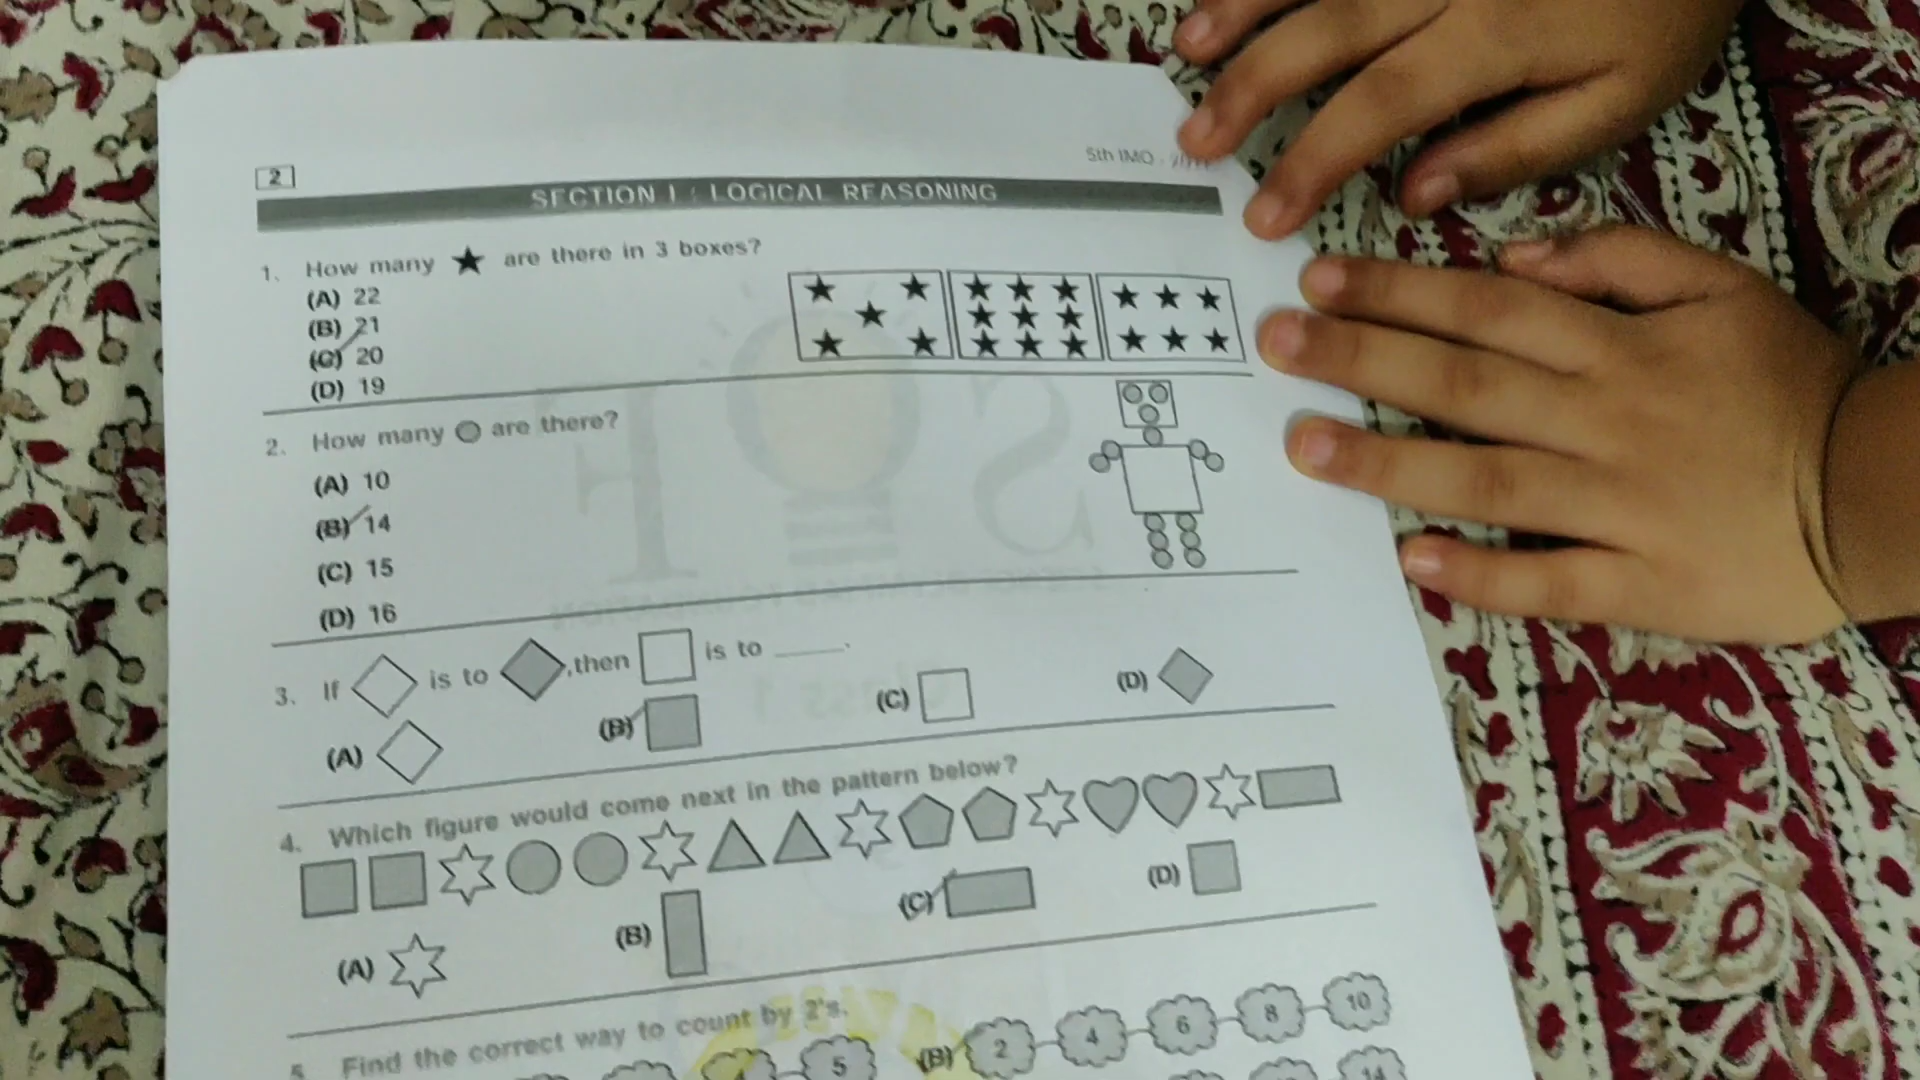 2
5th IMO
SECTION I : LOGICAL REASONING
1. How many ★ are there in 3 boxes?
(A) 22
(B) 21
(C) 20
(D) 19
2. How many are there?
(A) 10
(B) 14
(C) 15
(D) 16
3. If is to ,then is to _____.
(A)
(B)
(C)
(D)
4. Which figure would come next in the pattern below?
(A)
(B)
(C)
(D)
5. Find the correct way to count by 2's.
5
(B) 2 4 6 8 10
14